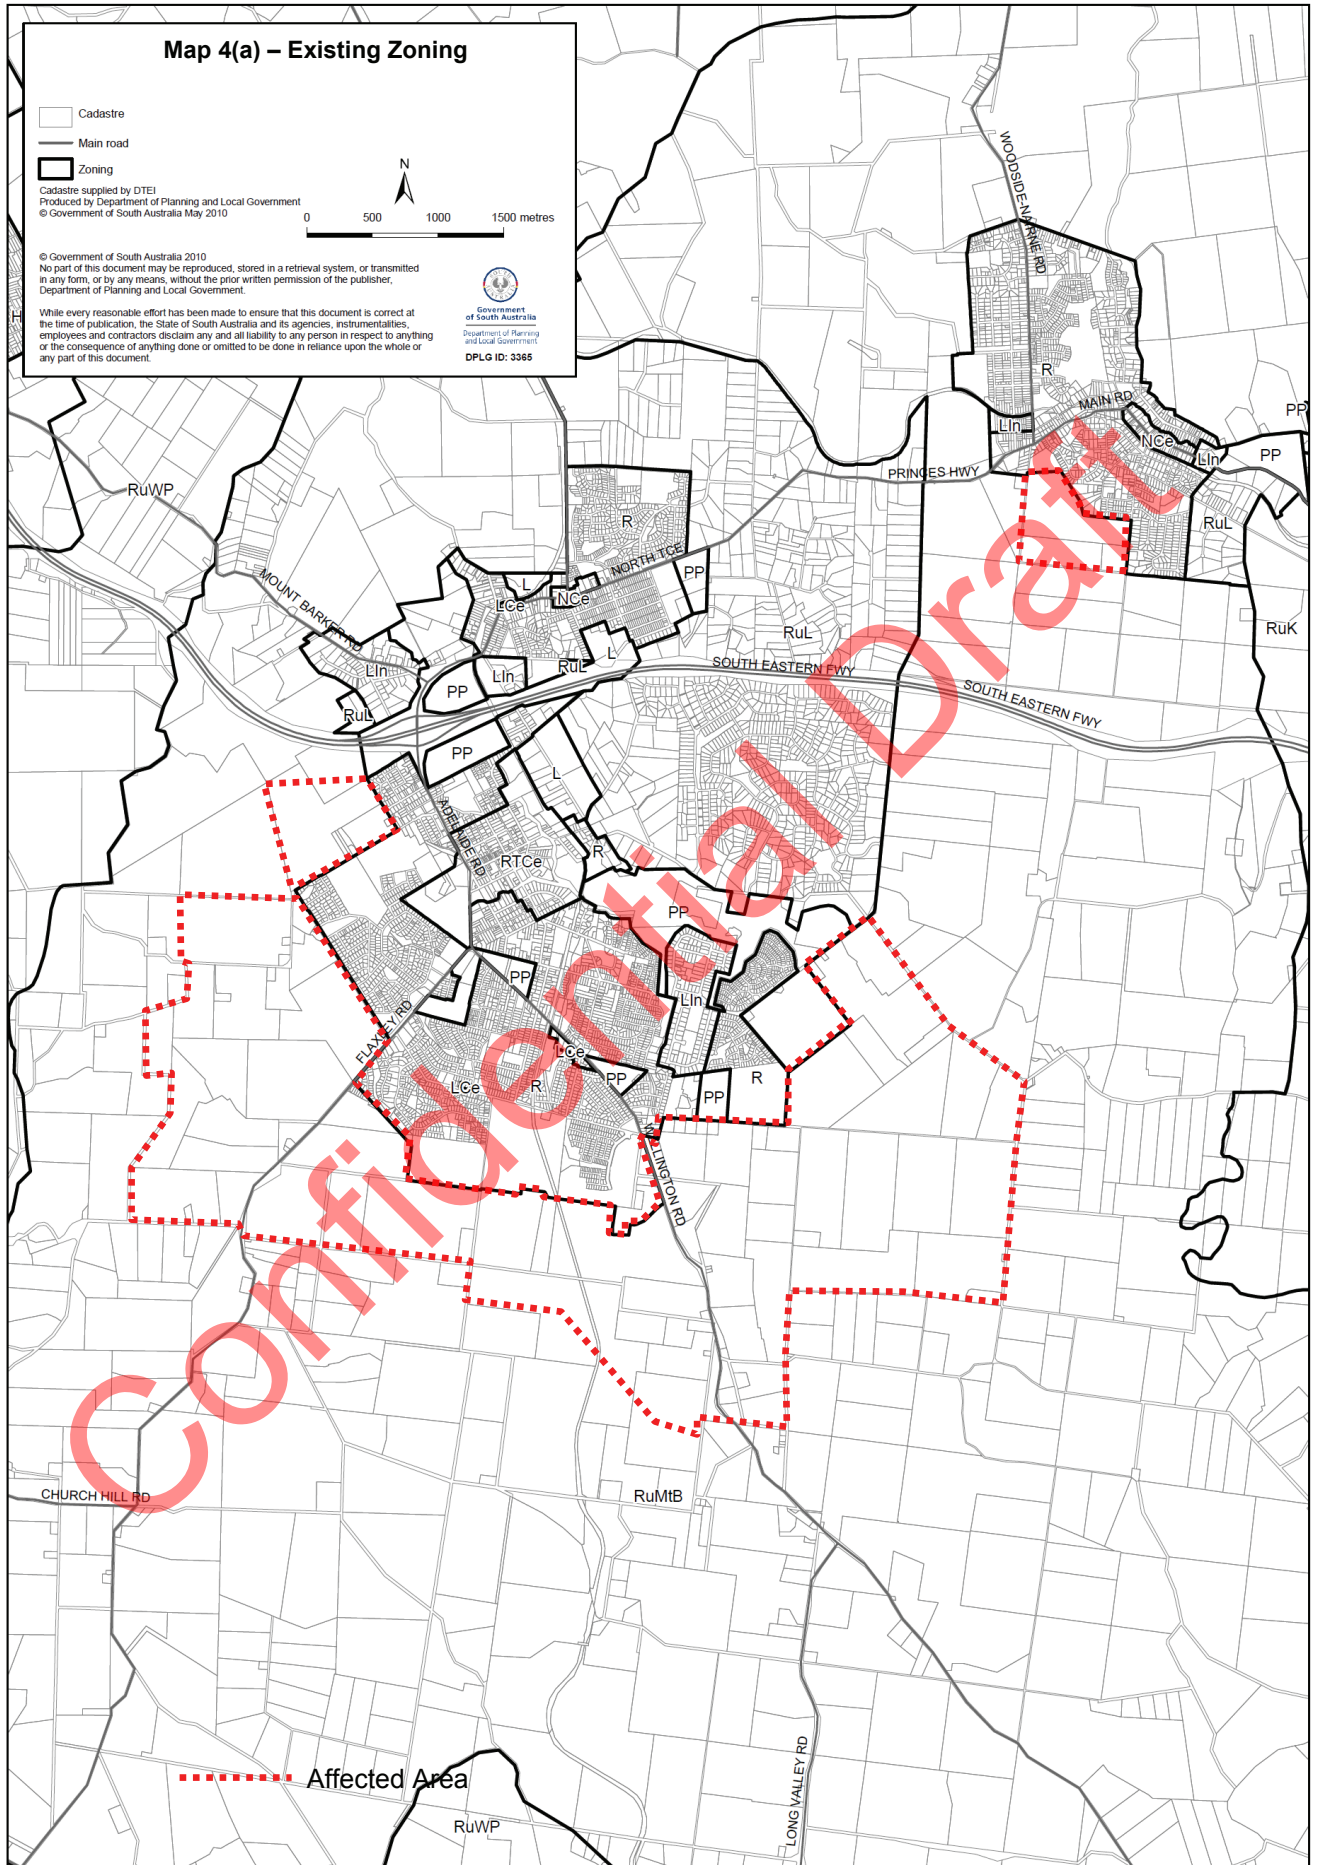 Map 4(a) – Existing Zoning
Cadastre
Main road
Zoning
Cadastre supplied by DTEI
Produced by Department of Planning and Local Government
© Government of South Australia May 2010
N
0 500 1000 1500 metres
© Government of South Australia 2010
No part of this document may be reproduced, stored in a retrieval system, or transmitted
in any form, or by any means, without the prior written permission of the publisher,
Department of Planning and Local Government.
While every reasonable effort has been made to ensure that this document is correct at
the time of publication, the State of South Australia and its agencies, instrumentalities,
employees and contractors disclaim any and all liability to any person in respect to anything
or the consequence of anything done or omitted to be done in reliance upon the whole or
any part of this document.
Government
of South Australia
Department of Planning
and Local Government
DPLG ID: 3365
H
WOODSIDE-NAIRNE RD
R
MAIN RD
PP
LIn
NCe
LIn
PP
PRINCES HWY
RuWP
R
RuL
NORTH TCE
PP
L
LCe
NCe
MOUNT BARKER RD
RuL
RuK
L
LIn
LIn
RuL
SOUTH EASTERN FWY
PP
SOUTH EASTERN FWY
RuL
PP
L
ADELAIDE RD
R
RTCe
PP
PP
LIn
FLAXLEY RD
LCe
LCe
R
PP
R
PP
WELLINGTON RD
CHURCH HILL RD
RuMtB
LONG VALLEY RD
Affected Area
RuWP
Confidential Draft